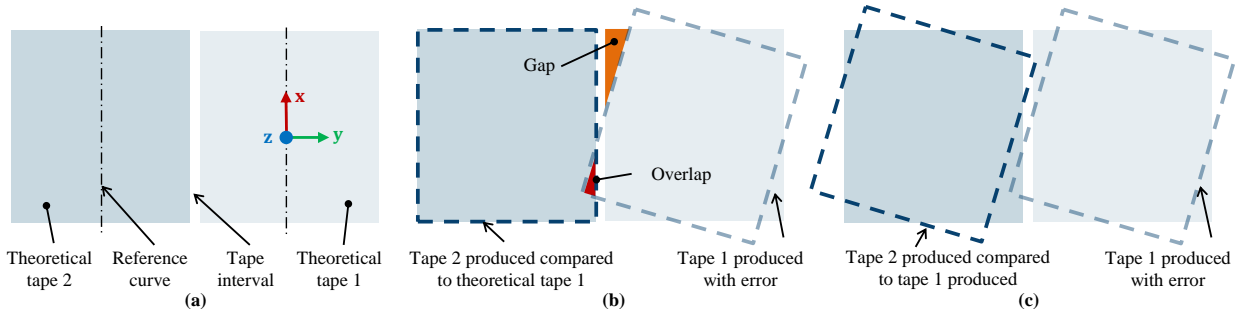 x
z
y
Theoretical
tape 2
Reference
curve
Tape
interval
Theoretical
tape 1
(a)
Gap
Overlap
Tape 2 produced compared
to theoretical tape 1
Tape 1 produced
with error
(b)
Tape 2 produced compared
to tape 1 produced
Tape 1 produced
with error
(c)